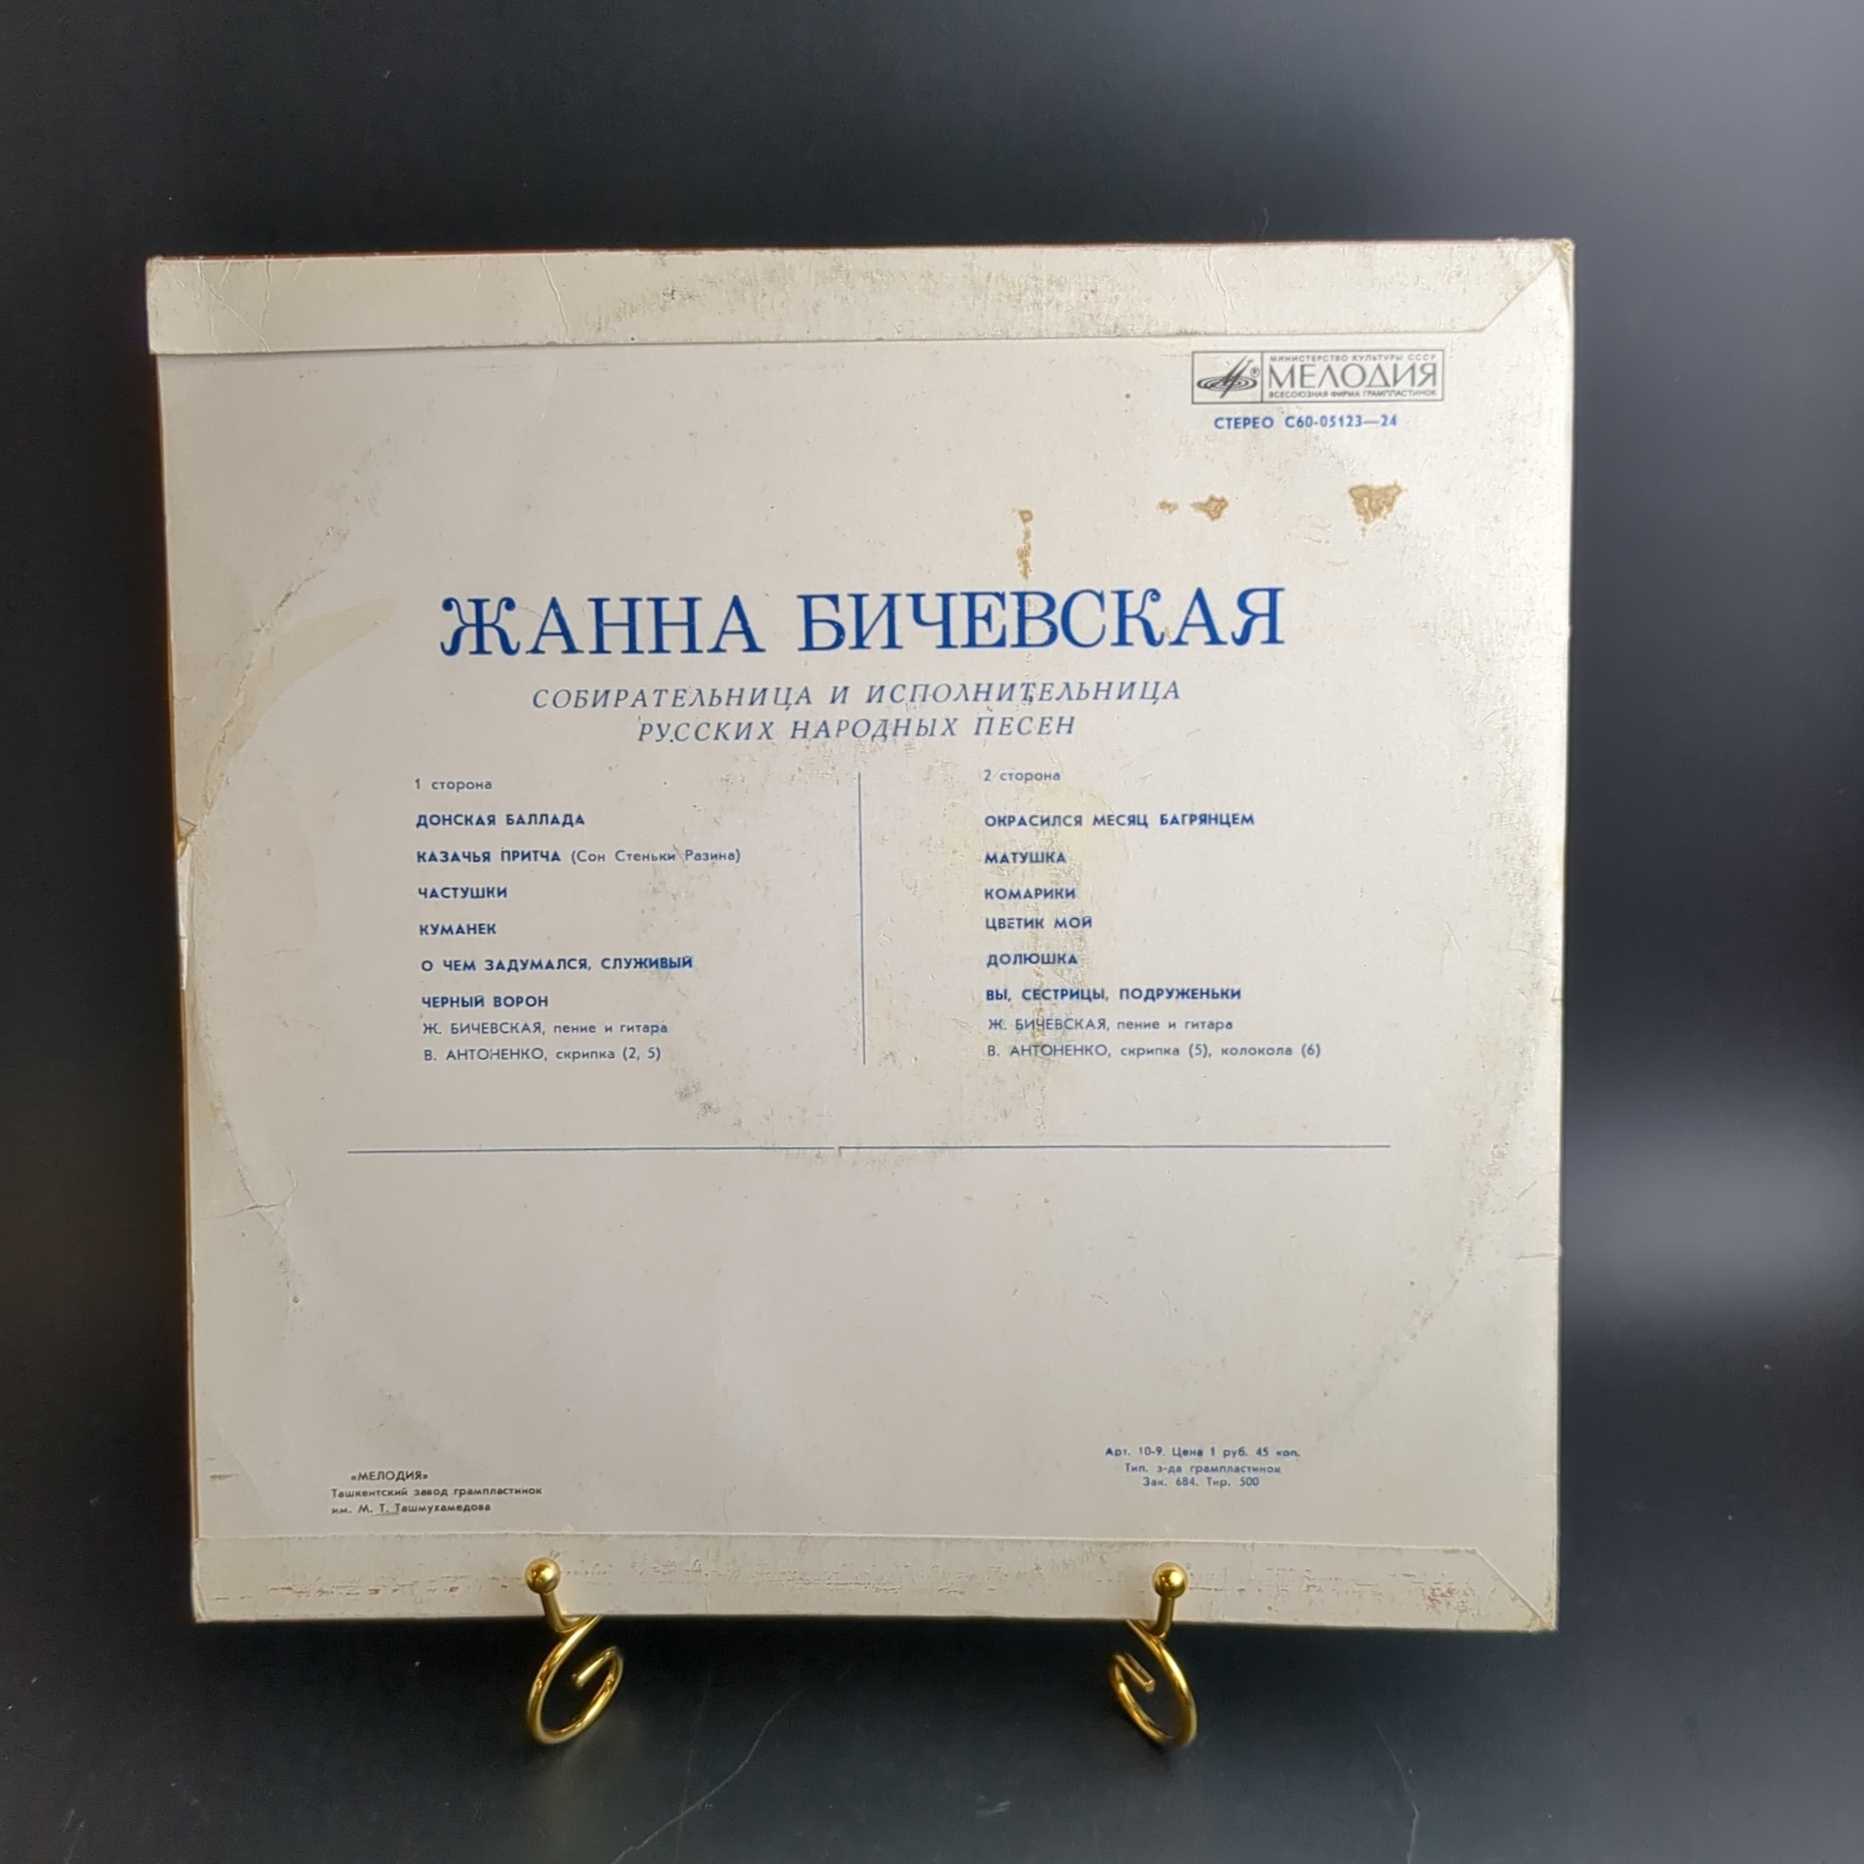 МИНИСТЕРСТВО КУЛЬТУРЫ СССР
МЕЛОДИЯ
ВСЕСОЮЗНАЯ ФИРМА ГРАМПЛАСТИНОК
СТЕРЕО С60-05123—24
ЖАННА БИЧЕВСКАЯ
СОБИРАТЕЛЬНИЦА И ИСПОЛНИТЕЛЬНИЦА
РУССКИХ НАРОДНЫХ ПЕСЕН
1 сторона
ДОНСКАЯ БАЛЛАДА
КАЗАЧЬЯ ПРИТЧА (Сон Стеньки Разина)
ЧАСТУШКИ
КУМАНЕК
О ЧЕМ ЗАДУМАЛСЯ, СЛУЖИВЫЙ
ЧЕРНЫЙ ВОРОН
Ж. БИЧЕВСКАЯ, пение и гитара
В. АНТОНЕНКО, скрипка (2, 5)
2 сторона
ОКРАСИЛСЯ МЕСЯЦ БАГРЯНЦЕМ
МАТУШКА
КОМАРИКИ
ЦВЕТИК МОЙ
ДОЛЮШКА
ВЫ, СЕСТРИЦЫ, ПОДРУЖЕНЬКИ
Ж. БИЧЕВСКАЯ, пение и гитара
В. АНТОНЕНКО, скрипка (5), колокола (6)
«МЕЛОДИЯ»
Ташкентский завод грампластинок
им. М. Т. Ташмухамедова
Арт. 10-9. Цена 1 руб. 45 коп.
Тип. з-да грампластинок
Зак. 684. Тир. 500